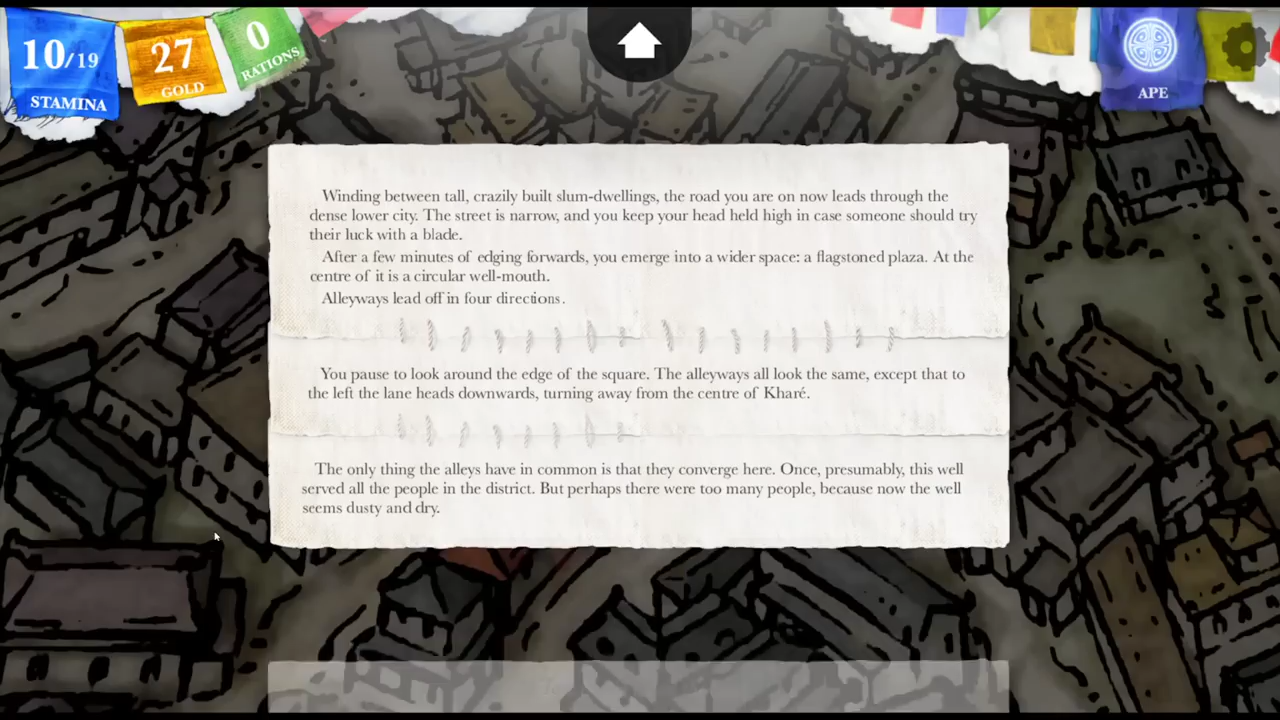 10/19
STAMINA
27
GOLD
0
RATIONS
APE
Winding between tall, crazily built slum-dwellings, the road you are on now leads through the
dense lower city. The street is narrow, and you keep your head held high in case someone should try
their luck with a blade.
After a few minutes of edging forwards, you emerge into a wider space: a flagstoned plaza. At the
centre of it is a circular well-mouth.
Alleyways lead off in four directions.
You pause to look around the edge of the square. The alleyways all look the same, except that to
the left the lane heads downwards, turning away from the centre of Kharé.
The only thing the alleys have in common is that they converge here. Once, presumably, this well
served all the people in the district. But perhaps there were too many people, because now the well
seems dusty and dry.